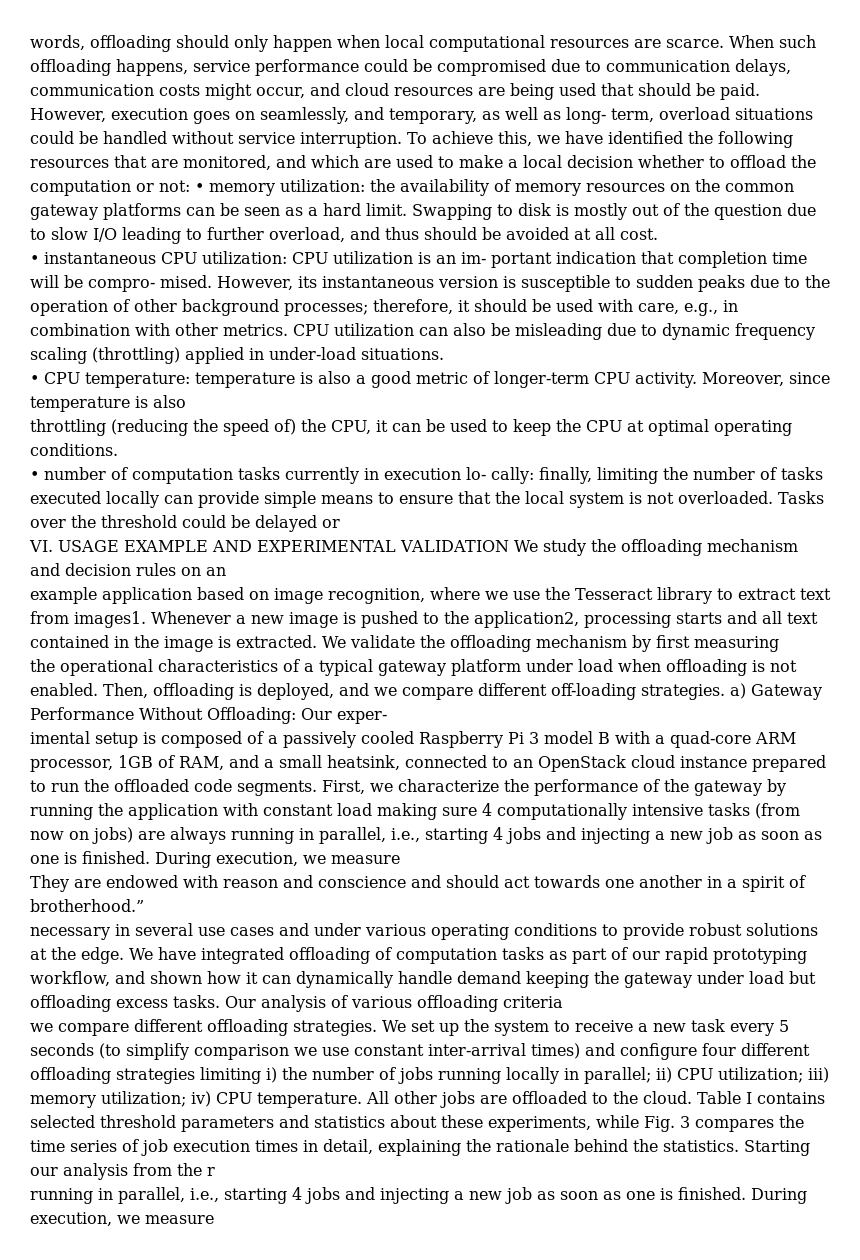 words, offloading should only happen when local computational resources are scarce. When such
offloading happens, service performance could be compromised due to communication delays,
communication costs might occur, and cloud resources are being used that should be paid.
However, execution goes on seamlessly, and temporary, as well as long- term, overload situations
could be handled without service interruption. To achieve this, we have identified the following
resources that are monitored, and which are used to make a local decision whether to offload the
computation or not: • memory utilization: the availability of memory resources on the common
gateway platforms can be seen as a hard limit. Swapping to disk is mostly out of the question due
to slow I/O leading to further overload, and thus should be avoided at all cost.
• instantaneous CPU utilization: CPU utilization is an im- portant indication that completion time
will be compro- mised. However, its instantaneous version is susceptible to sudden peaks due to the
operation of other background processes; therefore, it should be used with care, e.g., in
combination with other metrics. CPU utilization can also be misleading due to dynamic frequency
scaling (throttling) applied in under-load situations.
• CPU temperature: temperature is also a good metric of longer-term CPU activity. Moreover, since
temperature is also
throttling (reducing the speed of) the CPU, it can be used to keep the CPU at optimal operating
conditions.
• number of computation tasks currently in execution lo- cally: finally, limiting the number of tasks
executed locally can provide simple means to ensure that the local system is not overloaded. Tasks
over the threshold could be delayed or
VI. USAGE EXAMPLE AND EXPERIMENTAL VALIDATION We study the offloading mechanism
and decision rules on an
example application based on image recognition, where we use the Tesseract library to extract text
from images1. Whenever a new image is pushed to the application2, processing starts and all text
contained in the image is extracted. We validate the offloading mechanism by first measuring
the operational characteristics of a typical gateway platform under load when offloading is not
enabled. Then, offloading is deployed, and we compare different off-loading strategies. a) Gateway
Performance Without Offloading: Our exper-
imental setup is composed of a passively cooled Raspberry Pi 3 model B with a quad-core ARM
processor, 1GB of RAM, and a small heatsink, connected to an OpenStack cloud instance prepared
to run the offloaded code segments. First, we characterize the performance of the gateway by
running the application with constant load making sure 4 computationally intensive tasks (from
now on jobs) are always running in parallel, i.e., starting 4 jobs and injecting a new job as soon as
one is finished. During execution, we measure
They are endowed with reason and conscience and should act towards one another in a spirit of
brotherhood.”
necessary in several use cases and under various operating conditions to provide robust solutions
at the edge. We have integrated offloading of computation tasks as part of our rapid prototyping
workflow, and shown how it can dynamically handle demand keeping the gateway under load but
offloading excess tasks. Our analysis of various offloading criteria
we compare different offloading strategies. We set up the system to receive a new task every 5
seconds (to simplify comparison we use constant inter-arrival times) and configure four different
offloading strategies limiting i) the number of jobs running locally in parallel; ii) CPU utilization; iii)
memory utilization; iv) CPU temperature. All other jobs are offloaded to the cloud. Table I contains
selected threshold parameters and statistics about these experiments, while Fig. 3 compares the
time series of job execution times in detail, explaining the rationale behind the statistics. Starting
our analysis from the r
running in parallel, i.e., starting 4 jobs and injecting a new job as soon as one is finished. During
execution, we measure